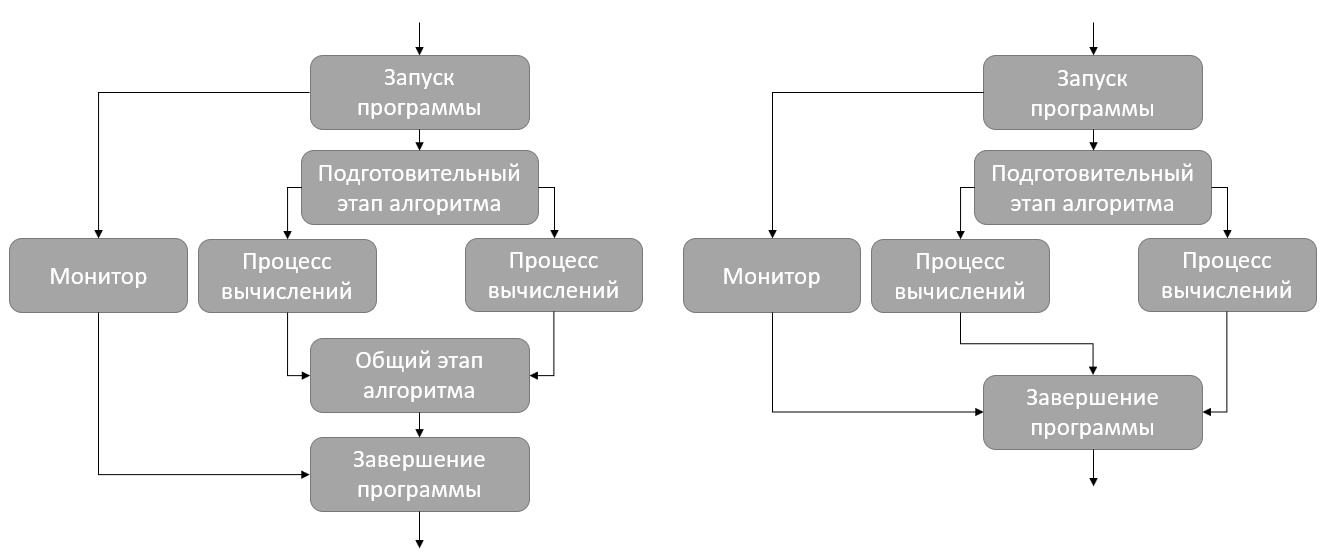 Запуск
программы
Подготовительный
этап алгоритма
Монитор
Процесс
вычислений
Процесс
вычислений
Общий этап
алгоритма
Завершение
программы
Запуск
программы
Подготовительный
этап алгоритма
Монитор
Процесс
вычислений
Процесс
вычислений
Завершение
программы